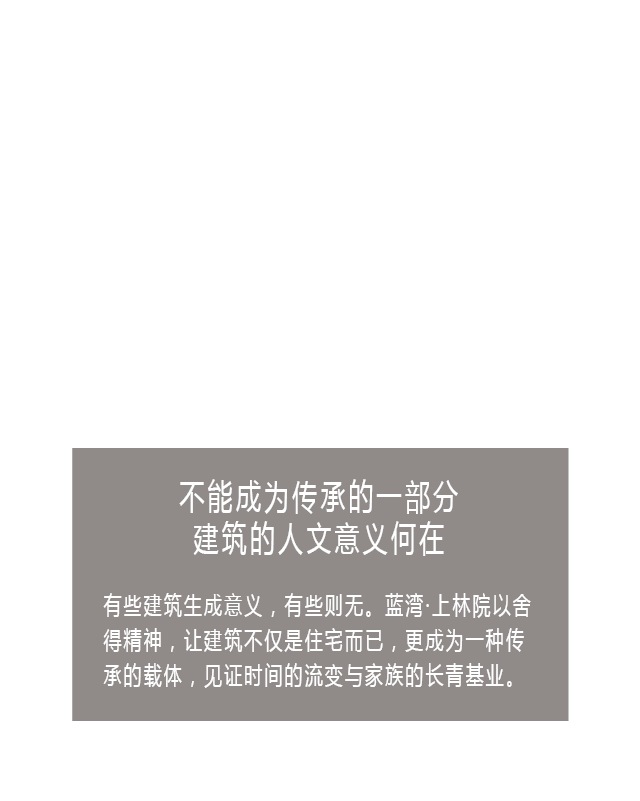 不能成为传承的一部分
建筑的人文意义何在
有些建筑生成意义，有些则无。蓝湾·上林院以舍
得精神，让建筑不仅是住宅而已，更成为一种传
承的载体，见证时间的流变与家族的长青基业。